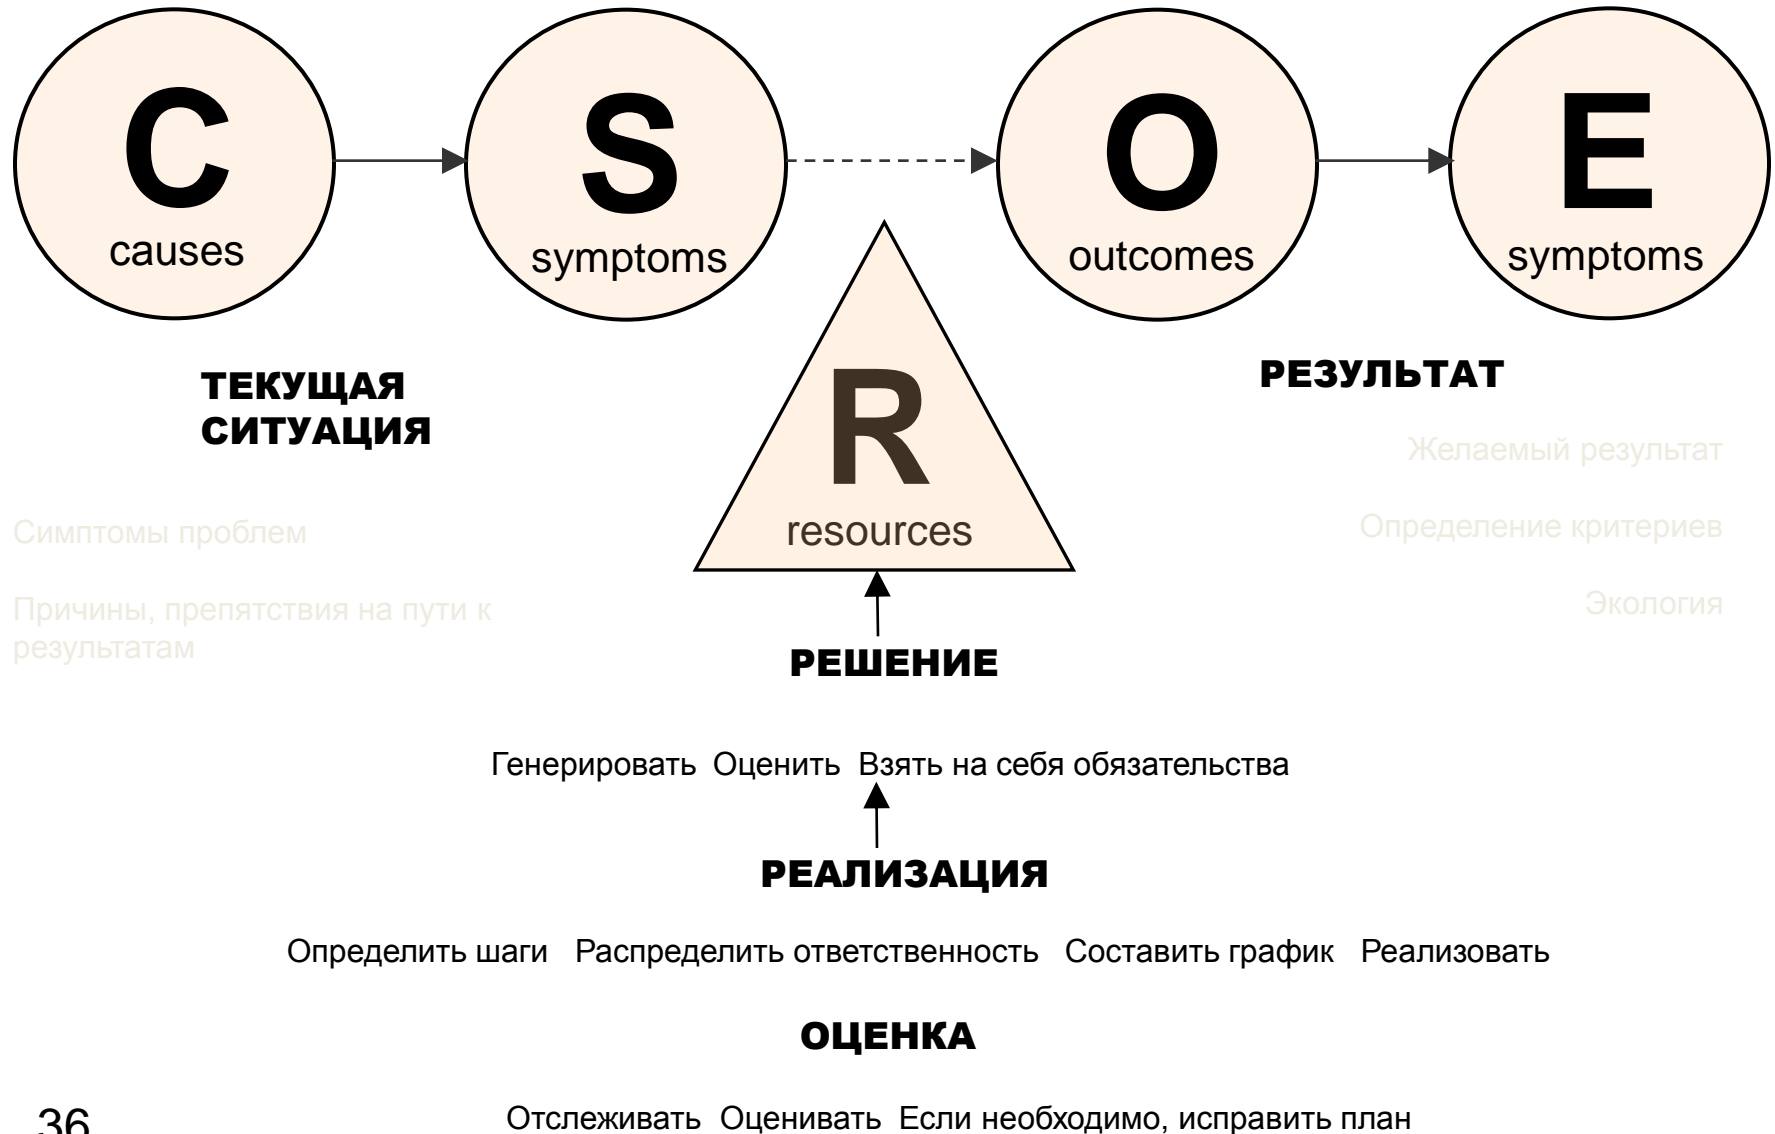 C
causes
S
symptoms
O
outcomes
E
symptoms
R
resources
ТЕКУЩАЯ
СИТУАЦИЯ
Симптомы проблем
Причины, препятствия на пути к
результатам
РЕЗУЛЬТАТ
Желаемый результат
Определение критериев
Экология
РЕШЕНИЕ
Генерировать Оценить Взять на себя обязательства
РЕАЛИЗАЦИЯ
Определить шаги Распределить ответственность Составить график Реализовать
ОЦЕНКА
Отслеживать Оценивать Если необходимо, исправить план
36